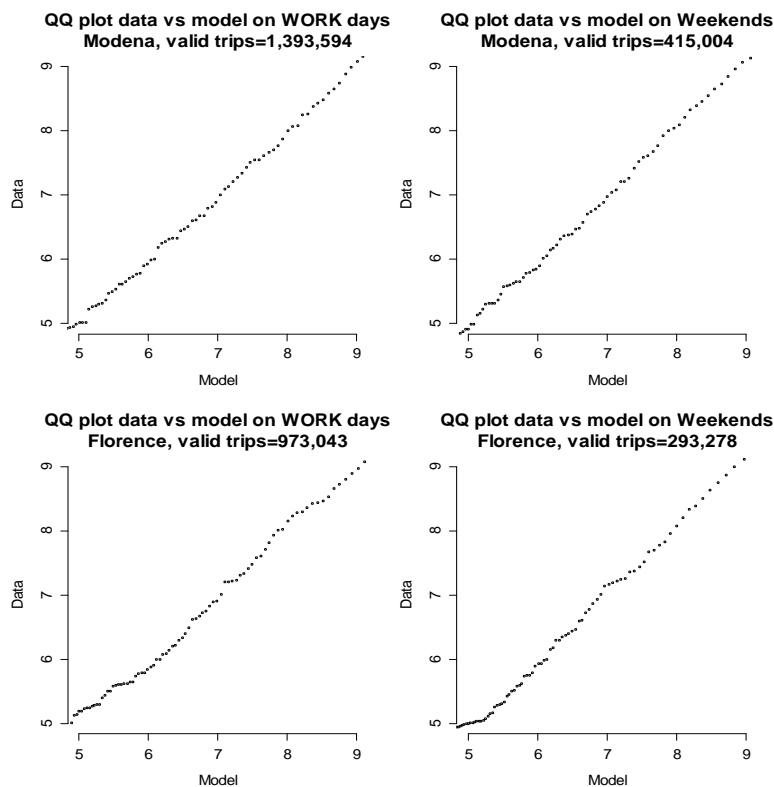 QQ plot data vs model on WORK days
Modena, valid trips=1,393,594
Data
9
8
7
6
5
5 6 7 8 9
Model
QQ plot data vs model on Weekends
Modena, valid trips=415,004
Data
9
8
7
6
5
5 6 7 8 9
Model
QQ plot data vs model on WORK days
Florence, valid trips=973,043
Data
9
8
7
6
5
5 6 7 8 9
Model
QQ plot data vs model on Weekends
Florence, valid trips=293,278
Data
9
8
7
6
5
5 6 7 8 9
Model